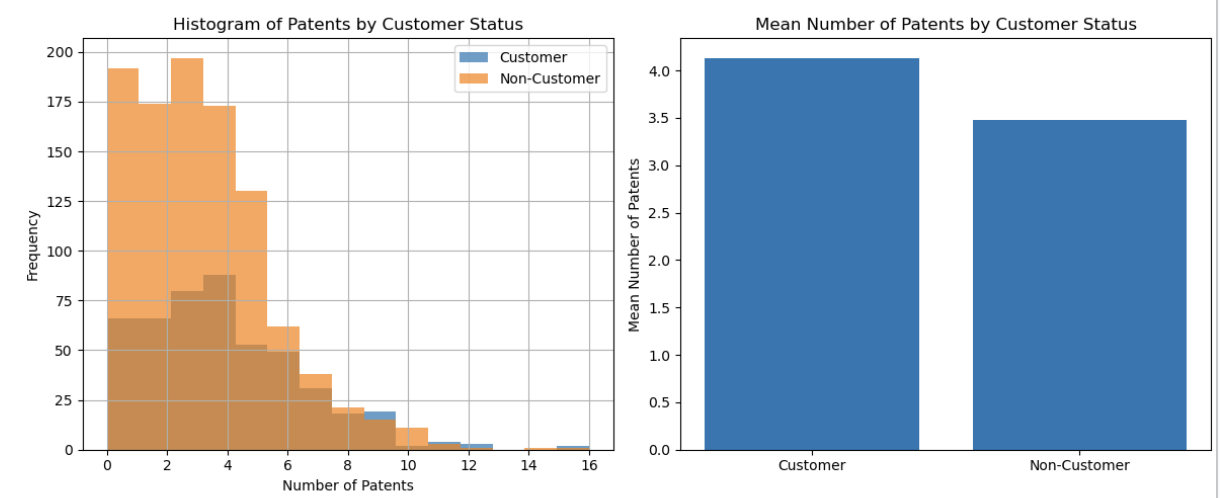 Histogram of Patents by Customer Status
Customer
Non-Customer
200
175
150
125
100
75
50
25
0
Frequency
0 2 4 6 8 10 12 14 16
Number of Patents
Mean Number of Patents by Customer Status
4.0
3.5
3.0
2.5
2.0
1.5
1.0
0.5
0.0
Mean Number of Patents
Customer Non-Customer